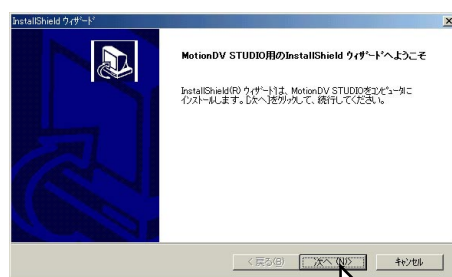 InstallShield ウィザード
MotionDV STUDIO用のInstallShield ウィザードへようこそ
InstallShield(R) ウィザードは、MotionDV STUDIOをコンピュータに
インストールします。[次へ]をクリックして、続行してください。
< 戻る(B)
次へ (N)>
キャンセル